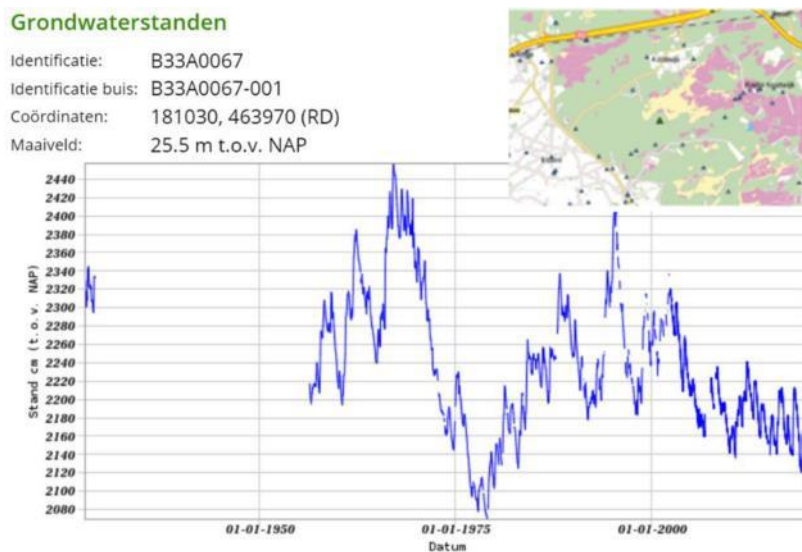 Grondwaterstanden
Identificatie: B33A0067
Identificatie buis: B33A0067-001
Coördinaten: 181030, 463970 (RD)
Maaiveld: 25.5 m t.o.v. NAP
Stand cm (t.o.v. NAP)
2440
2420
2400
2380
2360
2340
2320
2300
2280
2260
2240
2220
2200
2180
2160
2140
2120
2100
2080
01-01-1950 01-01-1975 01-01-2000
Datum